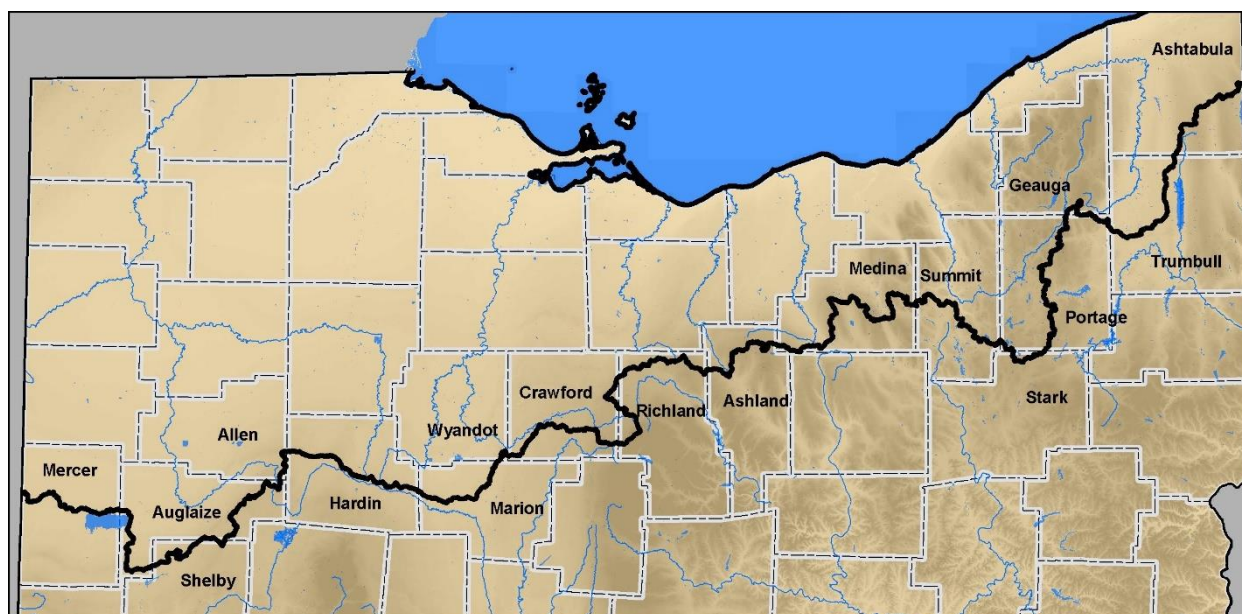 Ashtabula
Geauga
Trumbull
Medina
Summit
Portage
Crawford
Richland
Ashland
Stark
Wyandot
Allen
Mercer
Hardin
Marion
Auglaize
Shelby